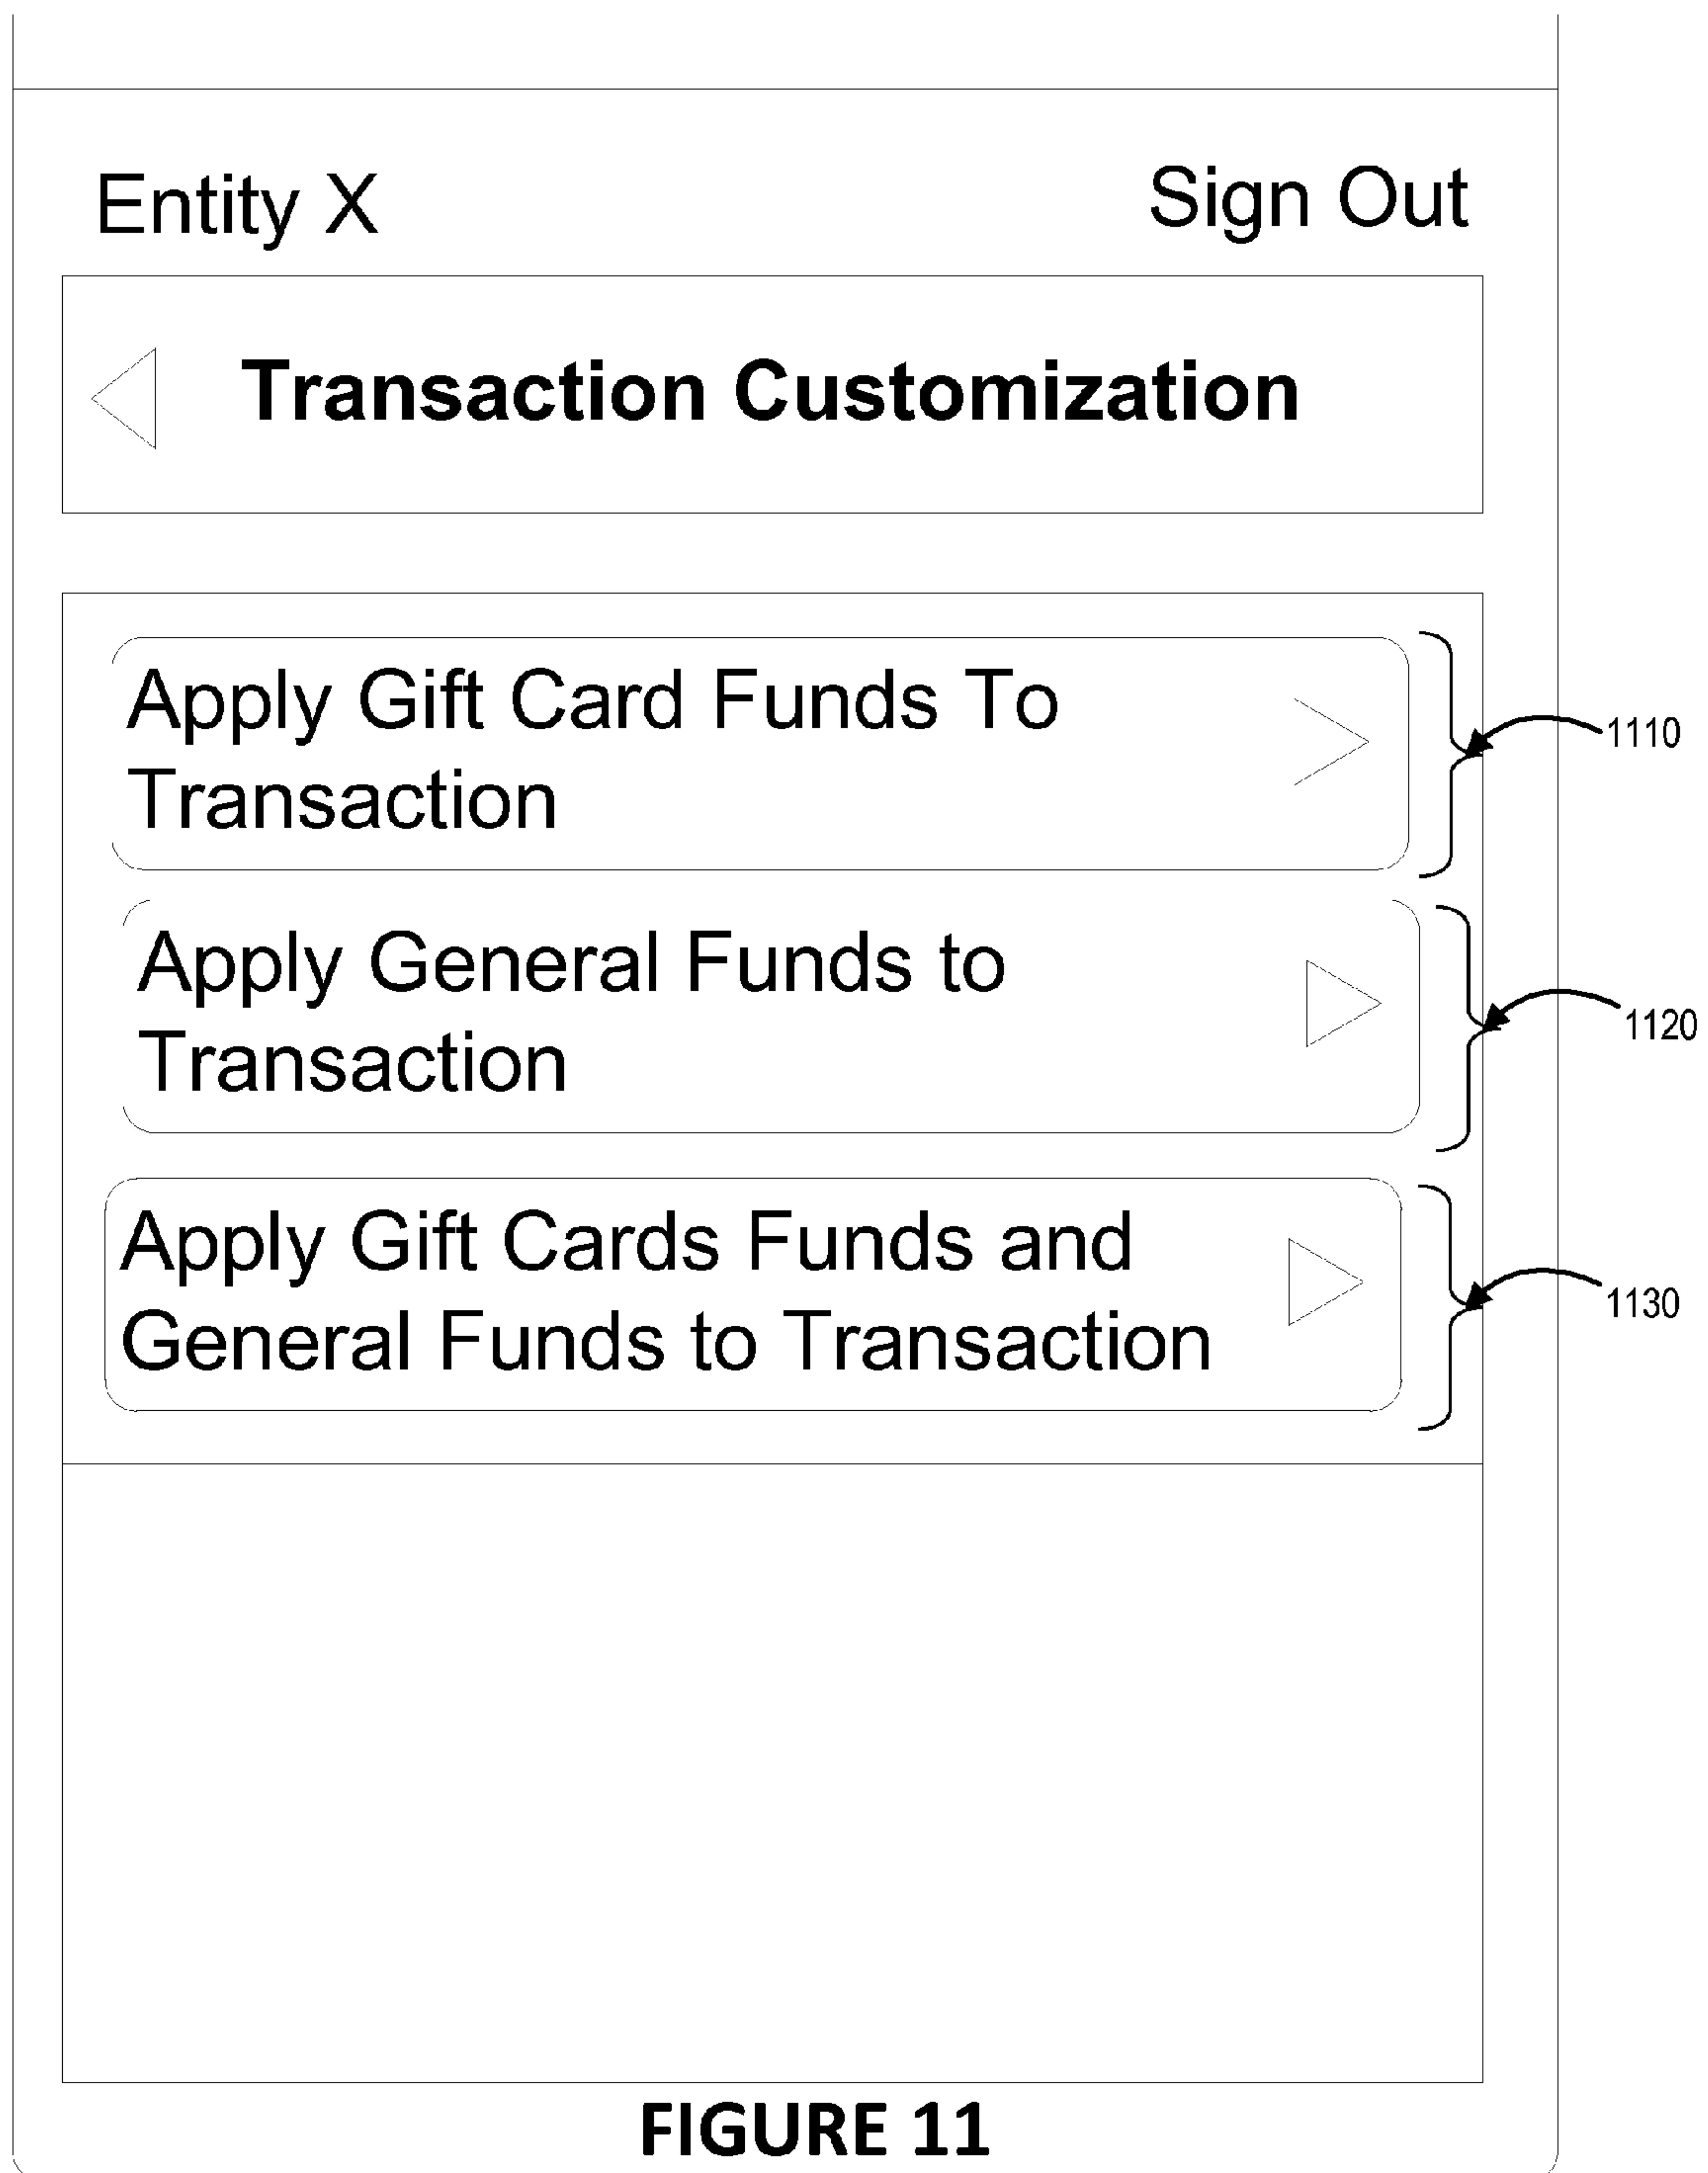 Entity X
Sign Out
Transaction Customization
Apply Gift Card Funds To
Transaction
1110
Apply General Funds to
Transaction
1120
Apply Gift Cards Funds and
General Funds to Transaction
1130
FIGURE 11